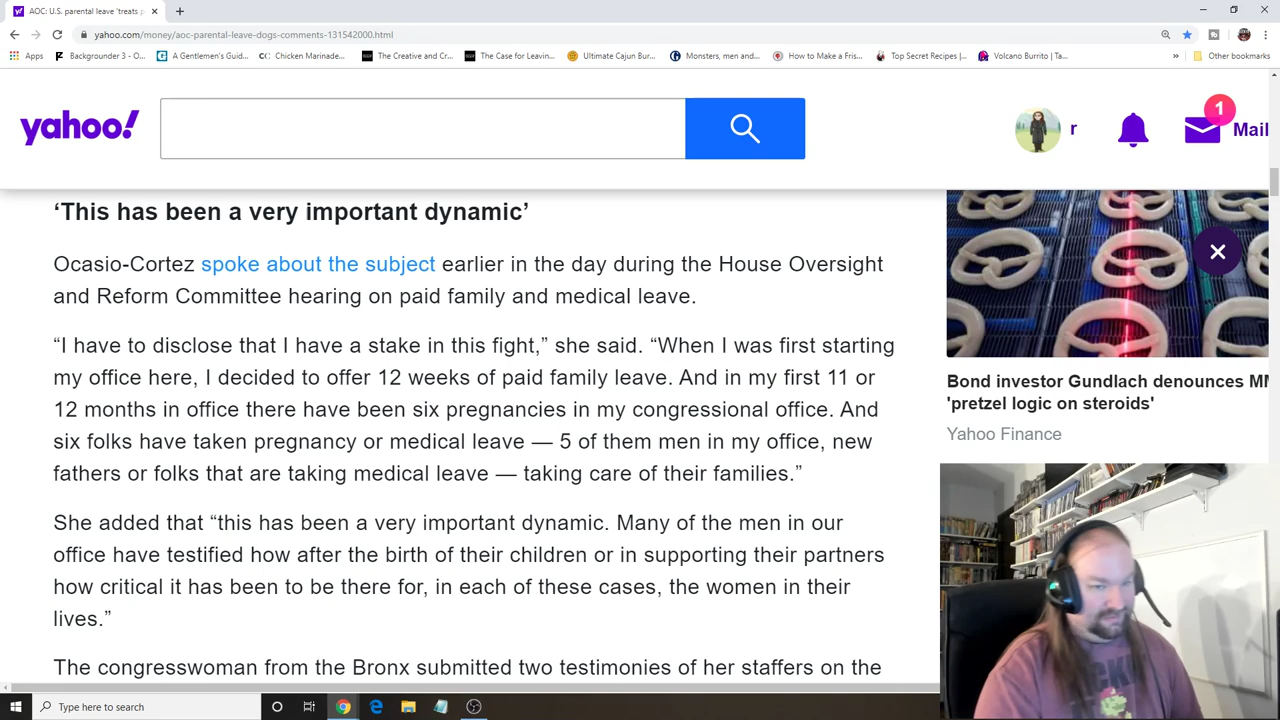 AOC: U.S. parental leave 'treats p
yahoo.com/money/aoc-parental-leave-dogs-comments-131542000.html
Apps
Backgrounder 3 - O...
A Gentlemen's Guid...
Chicken Marinade...
The Creative and Cr...
The Case for Leavin...
Ultimate Cajun Bur...
Monsters, men and...
How to Make a Fris...
Top Secret Recipes |...
Volcano Burrito | Ta...
»
Other bookmarks
yahoo!
r
1
Mail
‘This has been a very important dynamic’
Ocasio-Cortez spoke about the subject earlier in the day during the House Oversight
and Reform Committee hearing on paid family and medical leave.
“I have to disclose that I have a stake in this fight,” she said. “When I was first starting
my office here, I decided to offer 12 weeks of paid family leave. And in my first 11 or
12 months in office there have been six pregnancies in my congressional office. And
six folks have taken pregnancy or medical leave — 5 of them men in my office, new
fathers or folks that are taking medical leave — taking care of their families.”
She added that “this has been a very important dynamic. Many of the men in our
office have testified how after the birth of their children or in supporting their partners
how critical it has been to be there for, in each of these cases, the women in their
lives.”
The congresswoman from the Bronx submitted two testimonies of her staffers on the
Bond investor Gundlach denounces MM
'pretzel logic on steroids'
Yahoo Finance
Type here to search